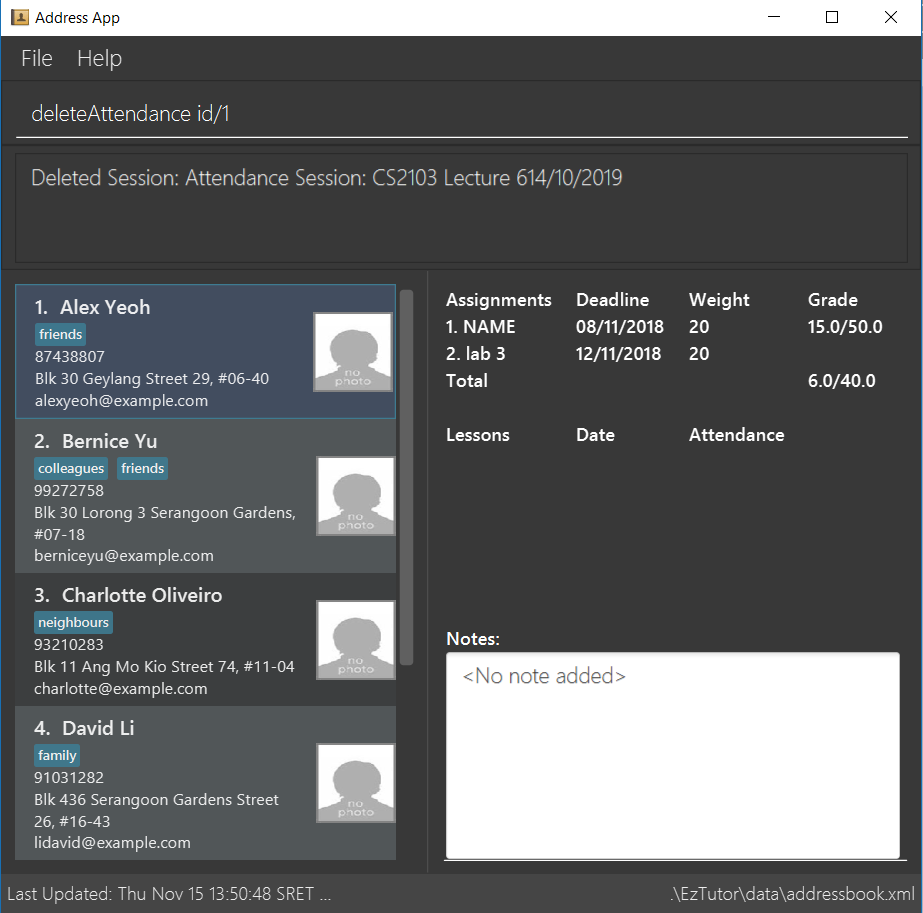 Address App
File Help
deleteAttendance id/1
Deleted Session: Attendance Session: CS2103 Lecture 614/10/2019
1. Alex Yeoh
friends
87438807
Blk 30 Geylang Street 29, #06-40
alexyeoh@example.com
no
photo
2. Bernice Yu
colleagues friends
99272758
Blk 30 Lorong 3 Serangoon Gardens,
#07-18
berniceyu@example.com
no
photo
3. Charlotte Oliveiro
neighbours
93210283
Blk 11 Ang Mo Kio Street 74, #11-04
charlotte@example.com
no
photo
4. David Li
family
91031282
Blk 436 Serangoon Gardens Street
26, #16-43
lidavid@example.com
no
photo
Assignments Deadline Weight Grade
1. NAME 08/11/2018 20 15.0/50.0
2. lab 3 12/11/2018 20
Total 6.0/40.0
Lessons Date Attendance
Notes:
<No note added>
Last Updated: Thu Nov 15 13:50:48 SRET ...
.\EzTutor\data\addressbook.xml